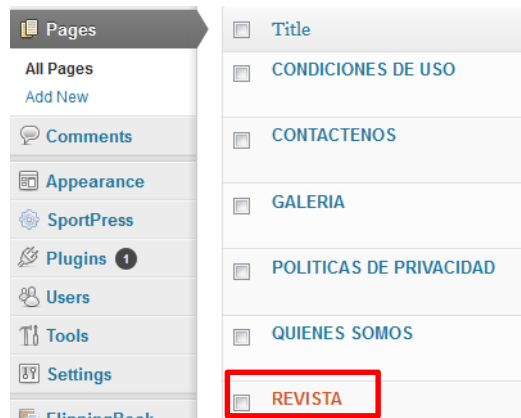 Pages
All Pages
Add New
Comments
Appearance
SportPress
Plugins 1
Users
Tools
Settings
FlippingBook
Title
CONDICIONES DE USO
CONTACTENOS
GALERIA
POLITICAS DE PRIVACIDAD
QUIENES SOMOS
REVISTA